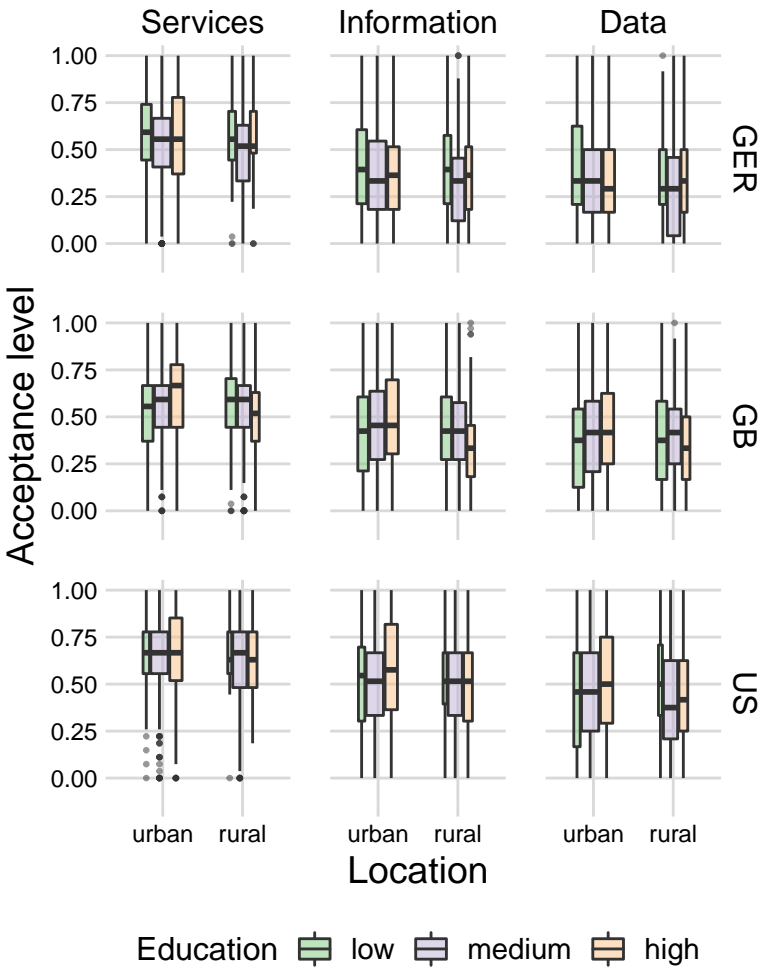 Services Information Data
1.00
0.75
0.50
0.25
0.00
GER
1.00
0.75
0.50
0.25
0.00
GB
1.00
0.75
0.50
0.25
0.00
US
Acceptance level
urban rural urban rural urban rural
Location
Education low medium high